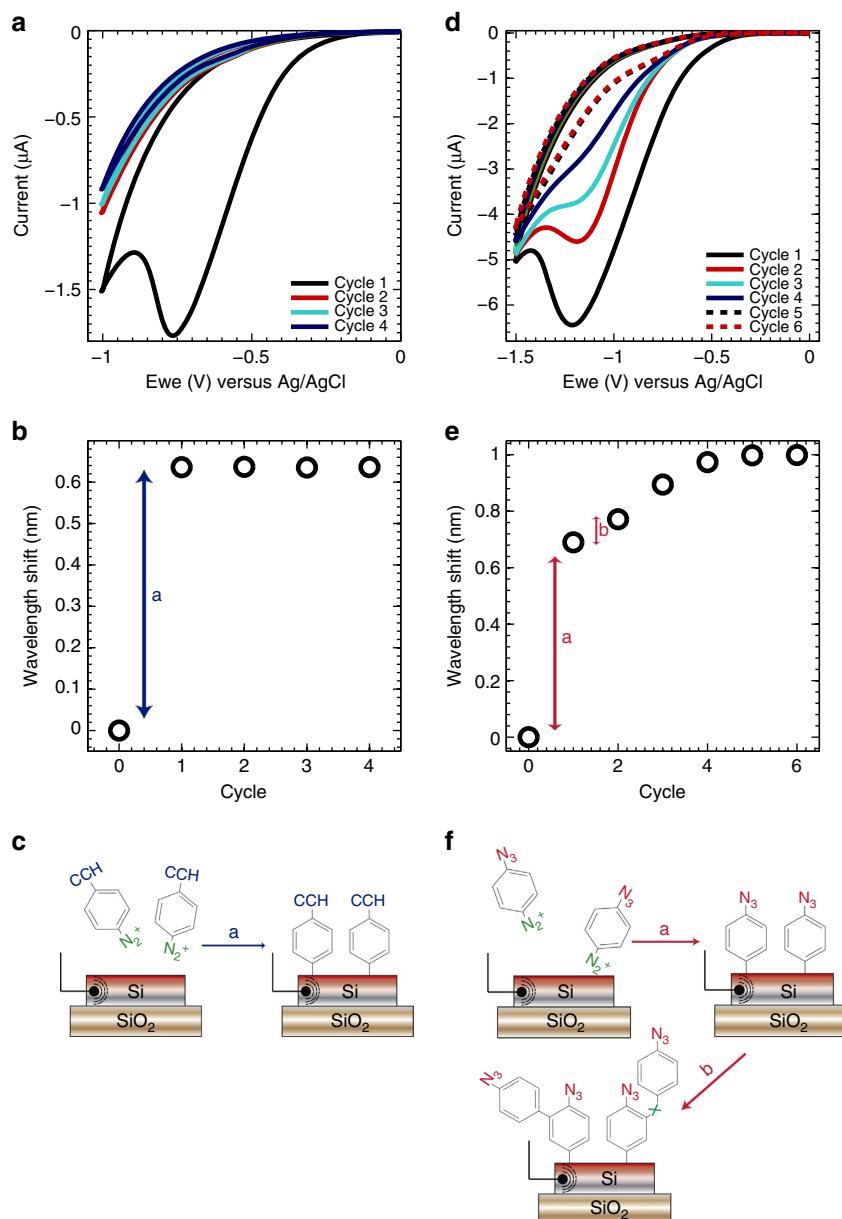 a
0
−0.5
−1
−1.5
Current (µA)
Cycle 1
Cycle 2
Cycle 3
Cycle 4
−1
−0.5
0
Ewe (V) versus Ag/AgCl
d
0
−1
−2
−3
−4
−5
−6
Current (µA)
Cycle 1
Cycle 2
Cycle 3
Cycle 4
Cycle 5
Cycle 6
−1.5
−1
−0.5
0
Ewe (V) versus Ag/AgCl
b
0.6
0.5
0.4
0.3
0.2
0.1
0
Wavelength shift (nm)
a
0
1
2
3
4
Cycle
e
1
0.8
0.6
0.4
0.2
0
Wavelength shift (nm)
b
a
0
2
4
6
Cycle
c
CCH
CCH
N2+
N2+
a
CCH
CCH
Si
SiO2
Si
SiO2
f
N3
N3
N2+
N2+
a
N3
N3
Si
SiO2
Si
SiO2
b
N3
N3
N3
N3
X
Si
SiO2